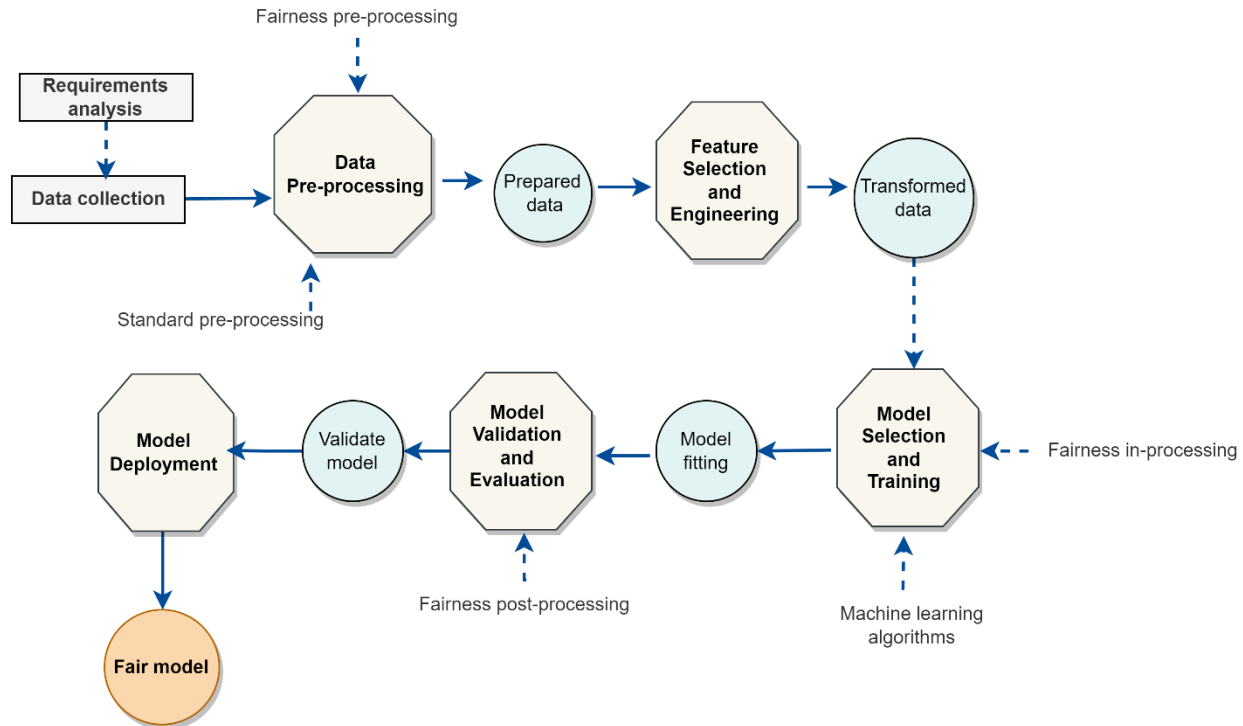 Fairness pre-processing
Requirements
analysis
Data collection
Data
Pre-processing
Prepared
data
Feature
Selection
and
Engineering
Transformed
data
Standard pre-processing
Model
Deployment
Validate
model
Model
Validation
and
Evaluation
Model
fitting
Model
Selection
and
Training
Fairness in-processing
Fairness post-processing
Machine learning
algorithms
Fair model